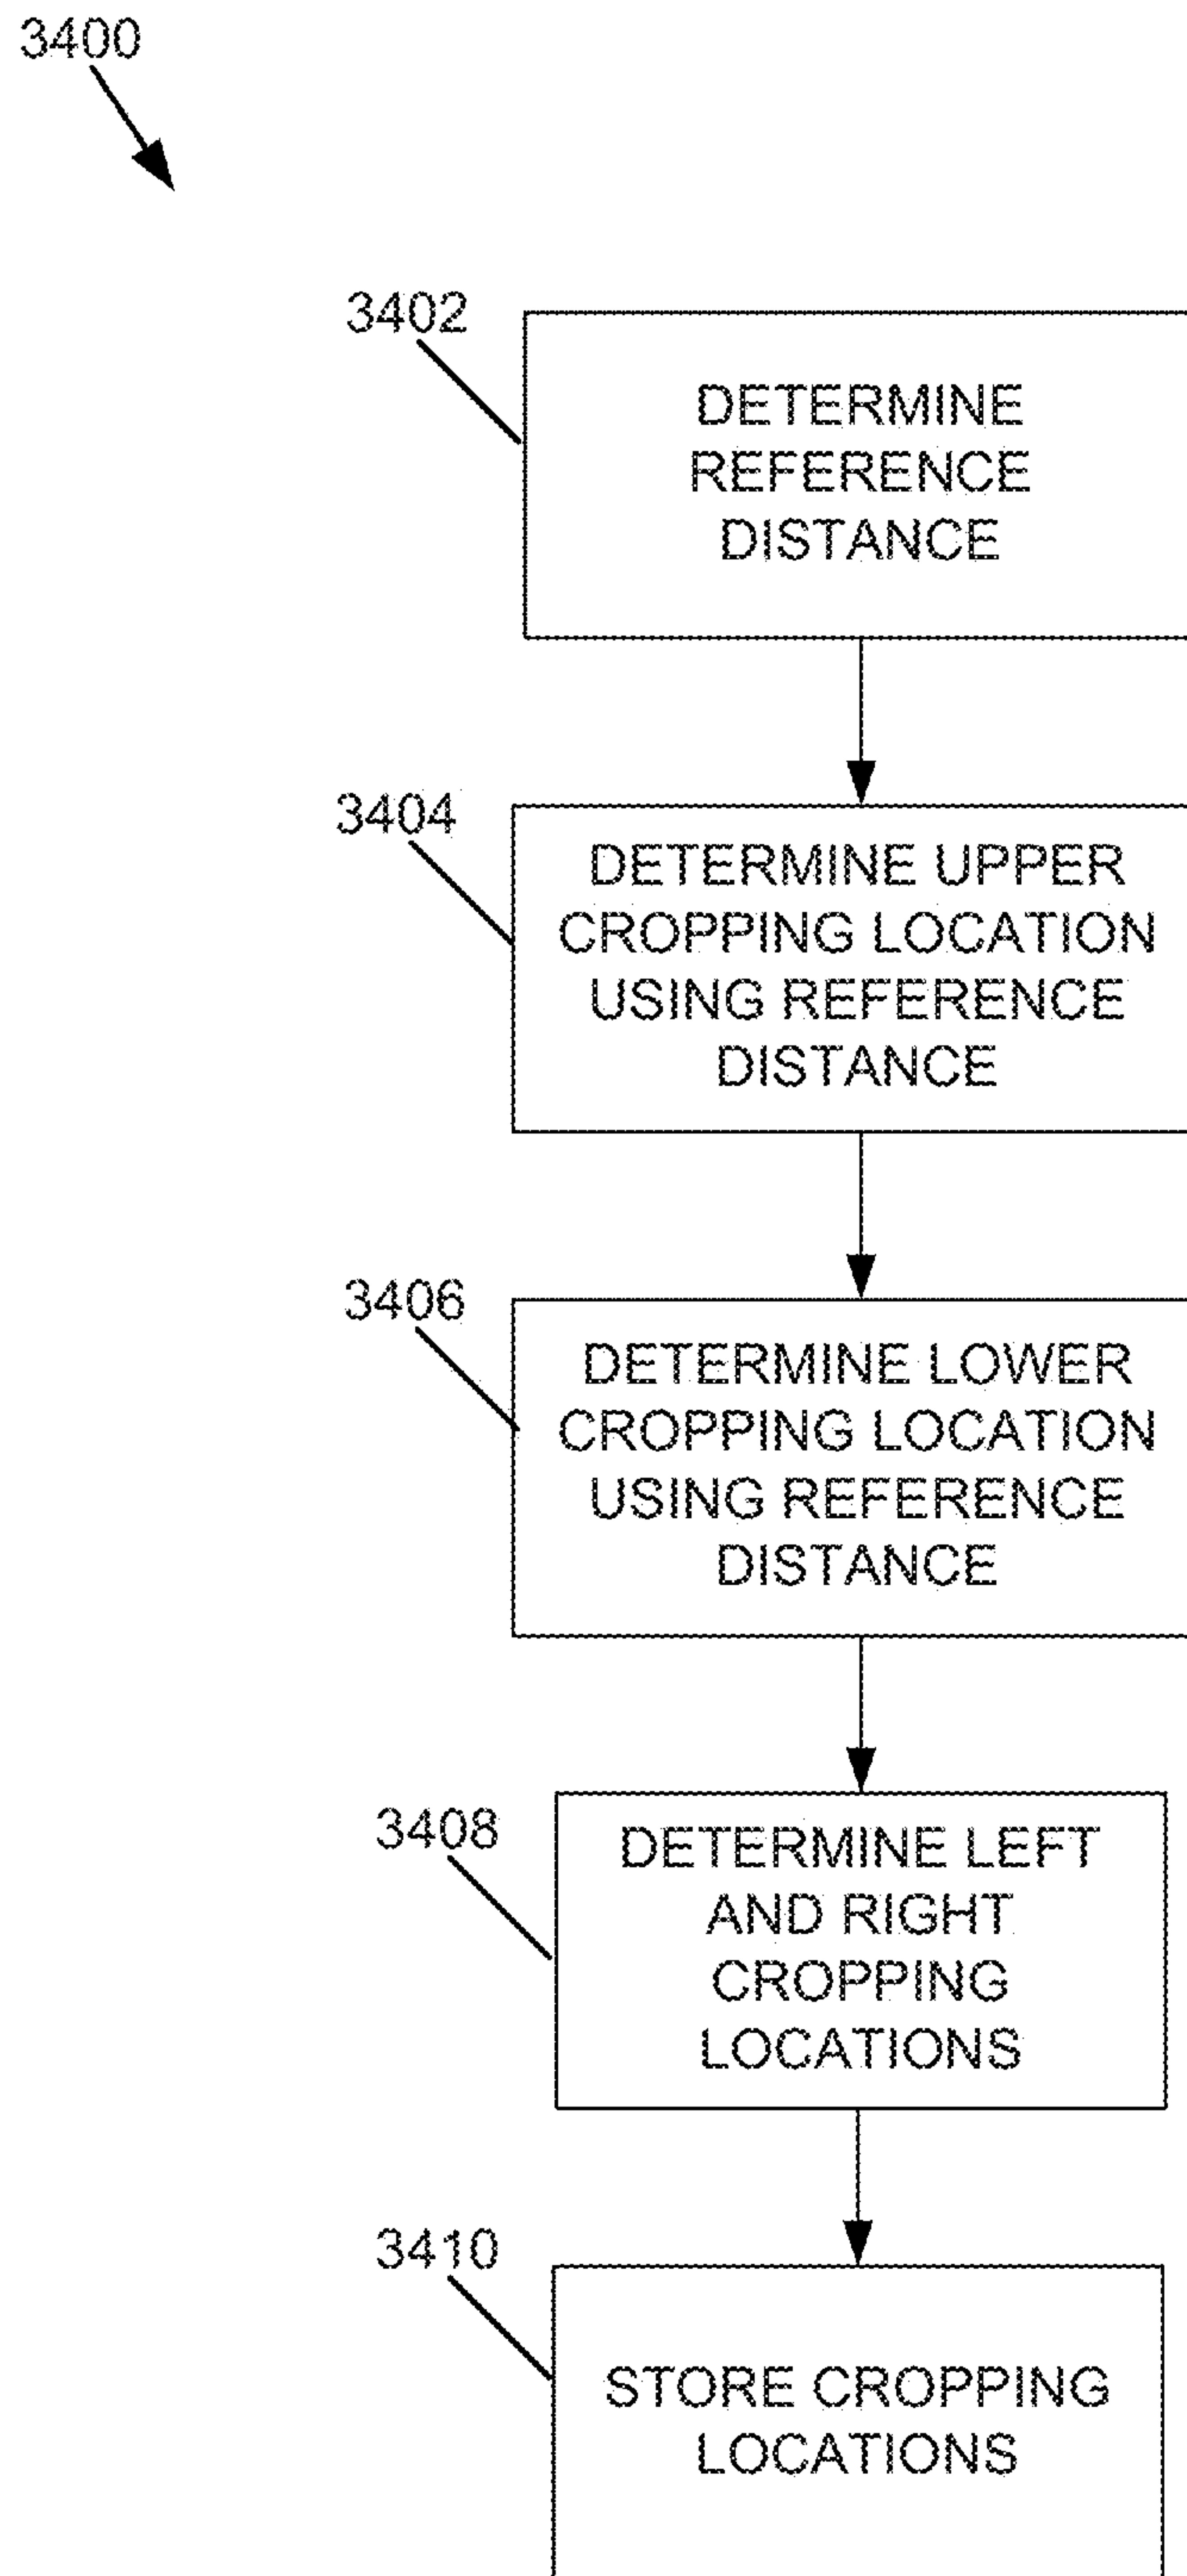 3400
3402
DETERMINE
REFERENCE
DISTANCE
3404
DETERMINE UPPER
CROPPING LOCATION
USING REFERENCE
DISTANCE
3406
DETERMINE LOWER
CROPPING LOCATION
USING REFERENCE
DISTANCE
3408
DETERMINE LEFT
AND RIGHT
CROPPING
LOCATIONS
3410
STORE CROPPING
LOCATIONS